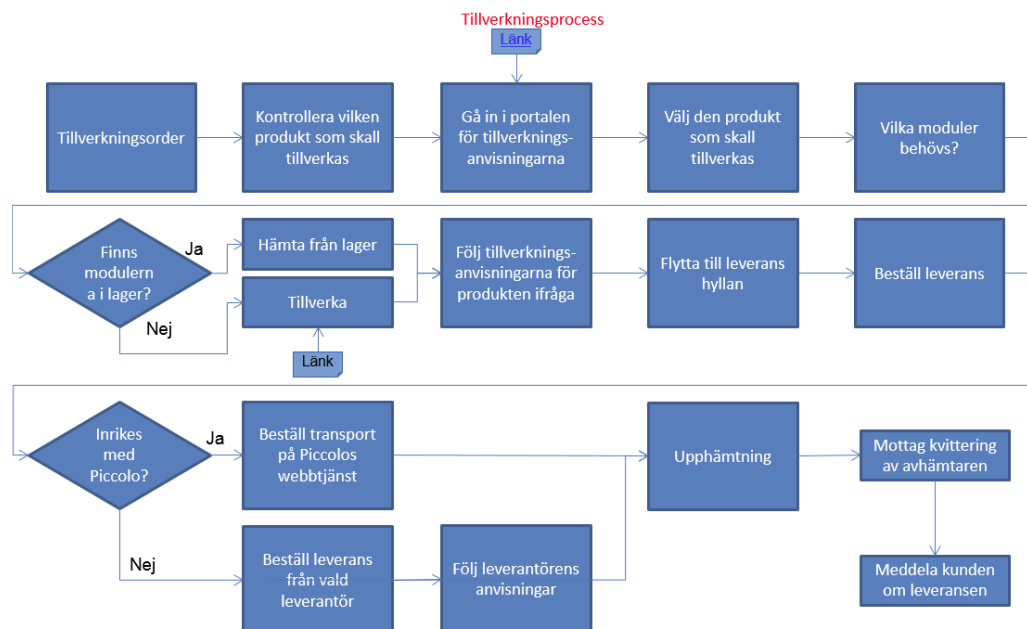 Tillverkningsprocess
Länk
Tillverkningsorder
Kontrollera vilken
produkt som skall
tillverkas
Gå in i portalen
för tillverknings-
anvisningarna
Välj den produkt
som skall
tillverkas
Vilka moduler
behövs?
Finns
modulern
a i lager?
Ja
Nej
Hämta från lager
Tillverka
Länk
Följ tillverknings-
anvisningarna för
produkten ifråga
Flytta till leverans
hyllan
Beställ leverans
Inrikes
med
Piccolo?
Ja
Nej
Beställ transport
på Piccolos
webbtjänst
Beställ leverans
från vald
leverantör
Följ leverantörens
anvisningar
Upphämtning
Mottag kvittering
av avhämtaren
Meddela kunden
om leveransen